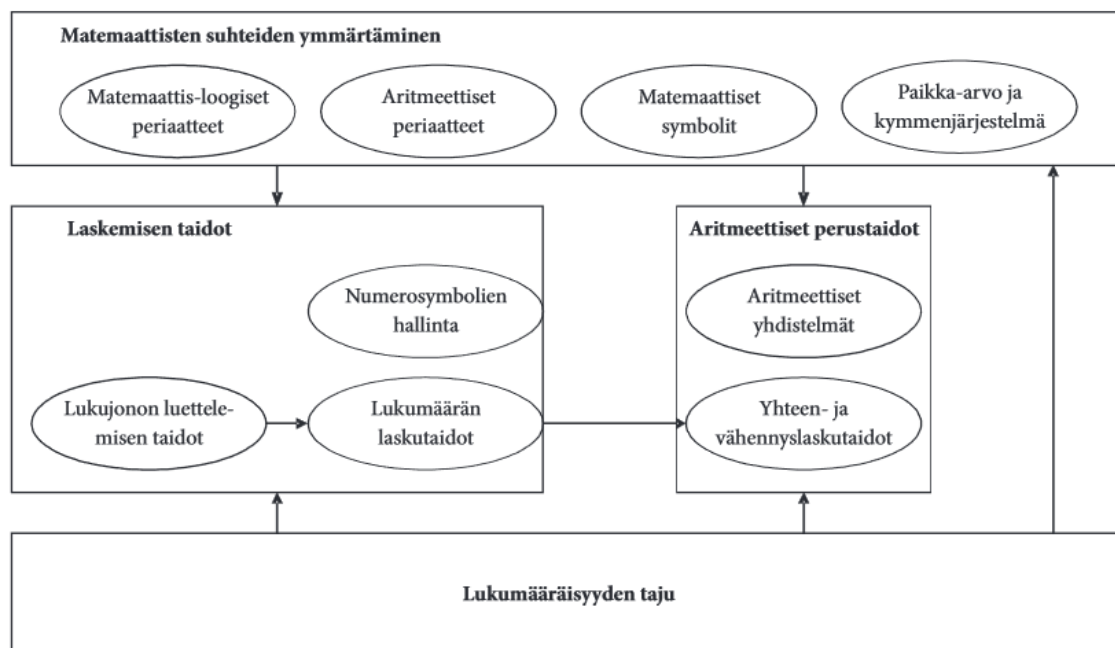 Matemaattisten suhteiden ymmärtäminen
Matemaattis-loogiset
periaatteet
Aritmeettiset
periaatteet
Matemaattiset
symbolit
Paikka-arvo ja
kymmenjärjestelmä
Laskemisen taidot
Numerosymbolien
hallinta
Lukujonon luettele-
misen taidot
Lukumäärän
laskutaidot
Aritmeettiset perustaidot
Aritmeettiset
yhdistelmät
Yhteen- ja
vähennyslaskutaidot
Lukumääräisyyden taju